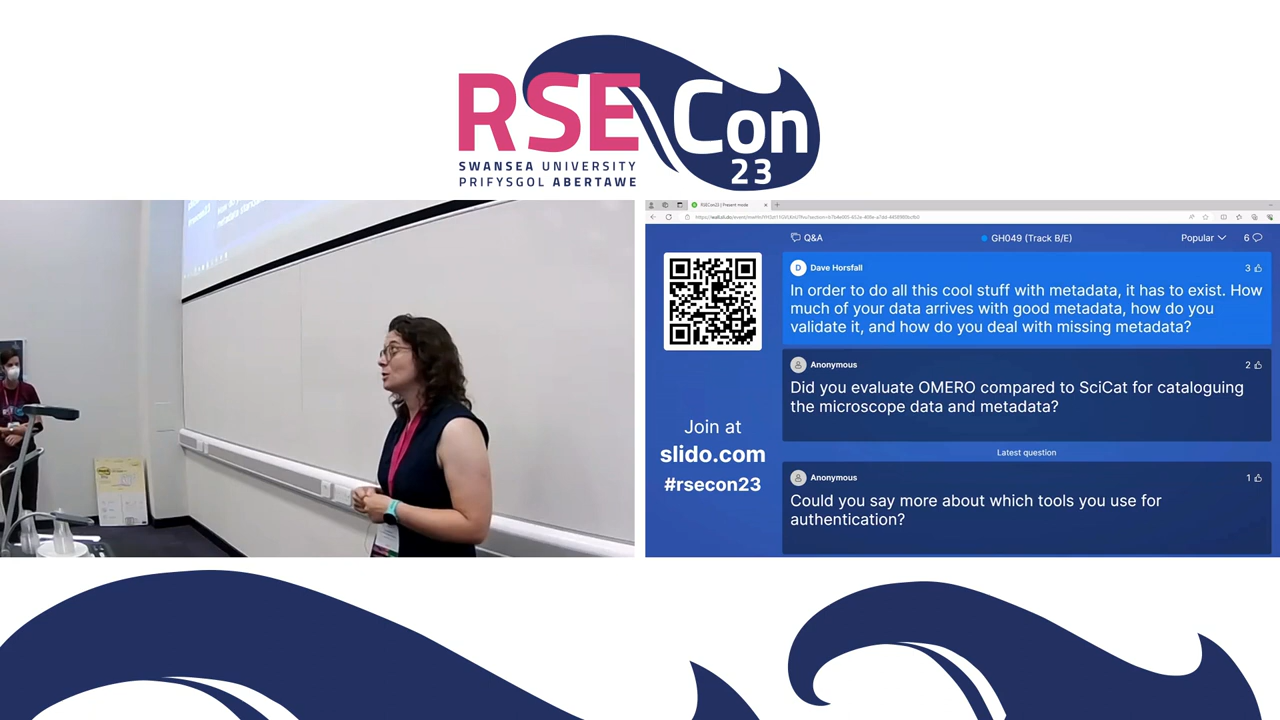 RSE Con
23
SWANSEA UNIVERSITY
PRIFYSGOL ABERTAWE
RSECon23 | Present mode
Q&A
GH049 (Track B/E)
Popular
6
D
Dave Horsfall
3
In order to do all this cool stuff with metadata, it has to exist. How
much of your data arrives with good metadata, how do you
validate it, and how do you deal with missing metadata?
Anonymous
2
Did you evaluate OMERO compared to SciCat for cataloguing
the microscope data and metadata?
Latest question
Anonymous
1
Could you say more about which tools you use for
authentication?
Join at
slido.com
#rsecon23